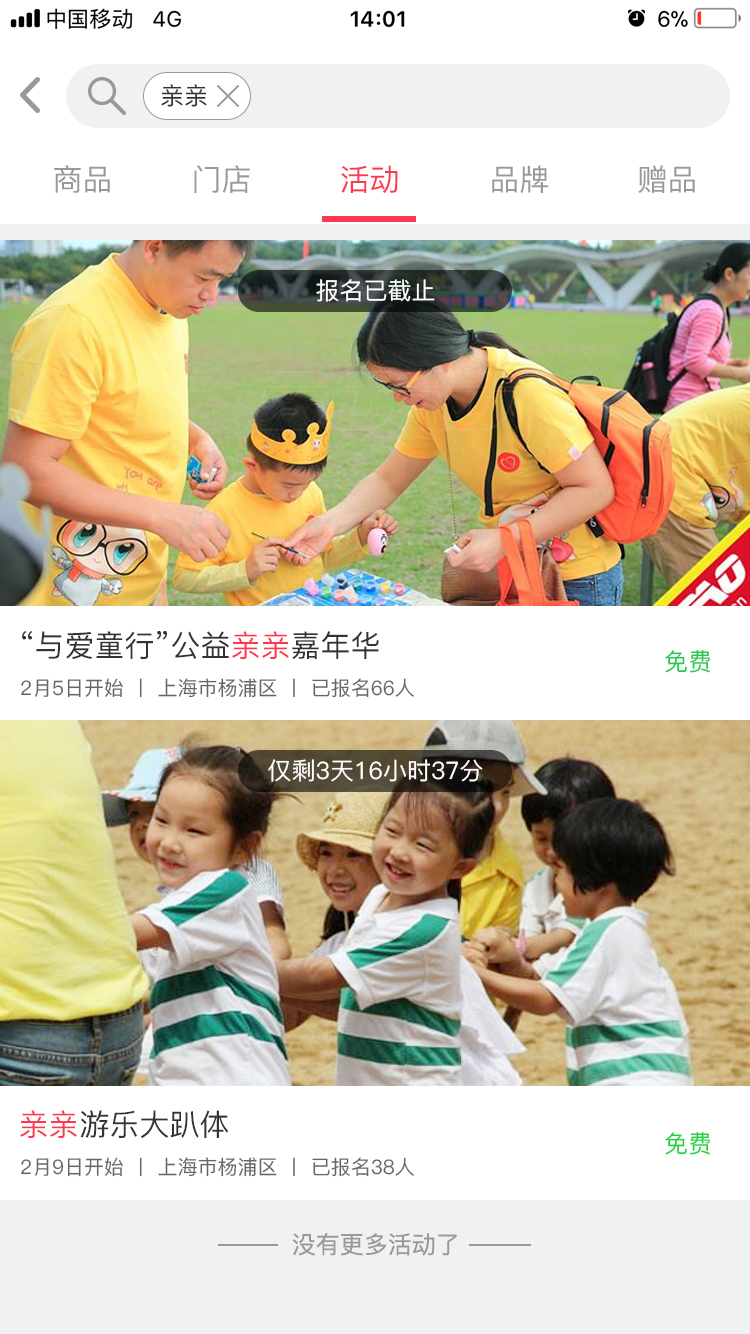 中国移动 4G 14:01 6%
亲亲
商品 门店 活动 品牌 赠品
报名已截止
You are
“与爱童行”公益亲亲嘉年华
免费
2月5日开始 | 上海市杨浦区 | 已报名66人
仅剩3天16小时37分
亲亲游乐大趴体
免费
2月9日开始 | 上海市杨浦区 | 已报名38人
没有更多活动了